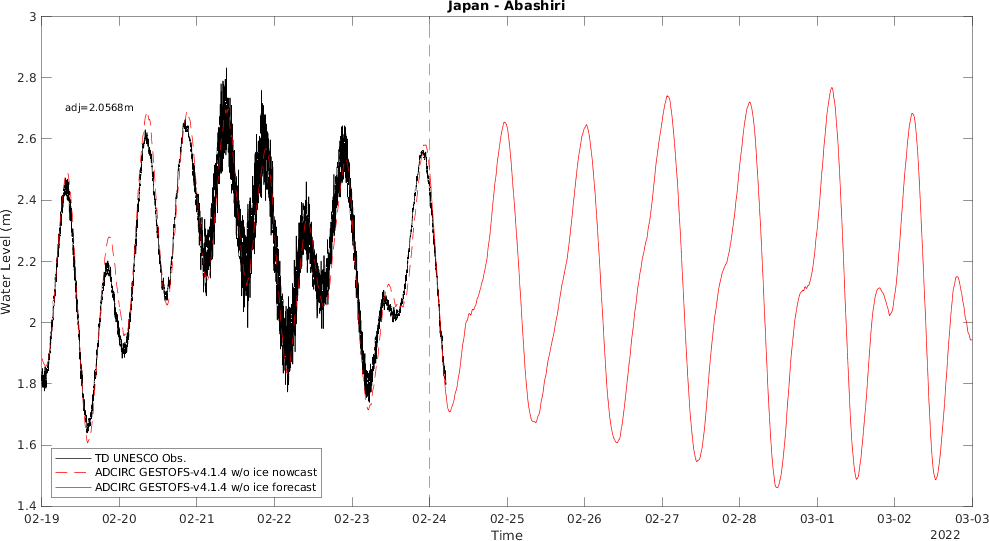 Japan - Abashiri
3
2.8
2.6
2.4
2.2
2
1.8
1.6
1.4
Water Level (m)
adj=2.0568m
TD UNESCO Obs.
ADCIRC GESTOFS-v4.1.4 w/o ice nowcast
ADCIRC GESTOFS-v4.1.4 w/o ice forecast
02-19 02-20 02-21 02-22 02-23 02-24 02-25 02-26 02-27 02-28 03-01 03-02 03-03
Time
2022